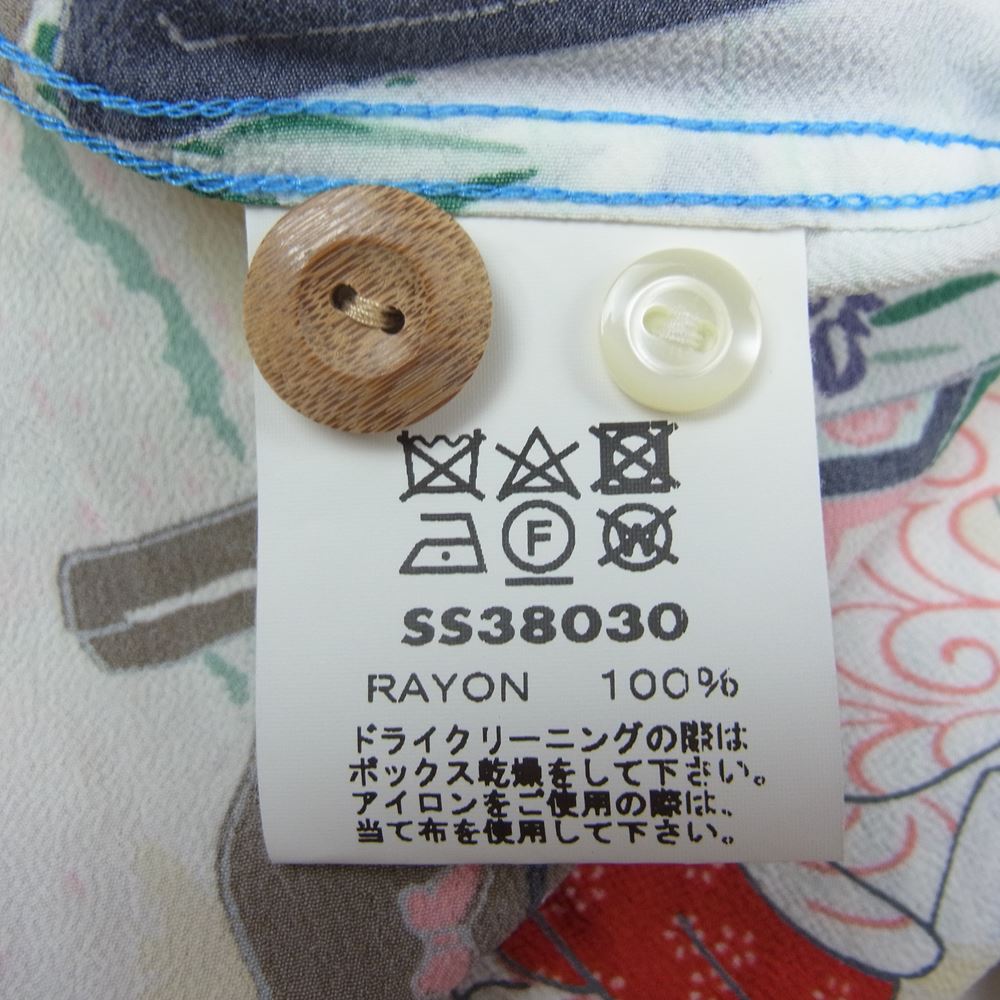 F W
SS38030
RAYON 100%
ドライクリーニングの際は
ボックス乾燥をして下さい。
アイロンをご使用の際は、
当て布を使用して下さい。